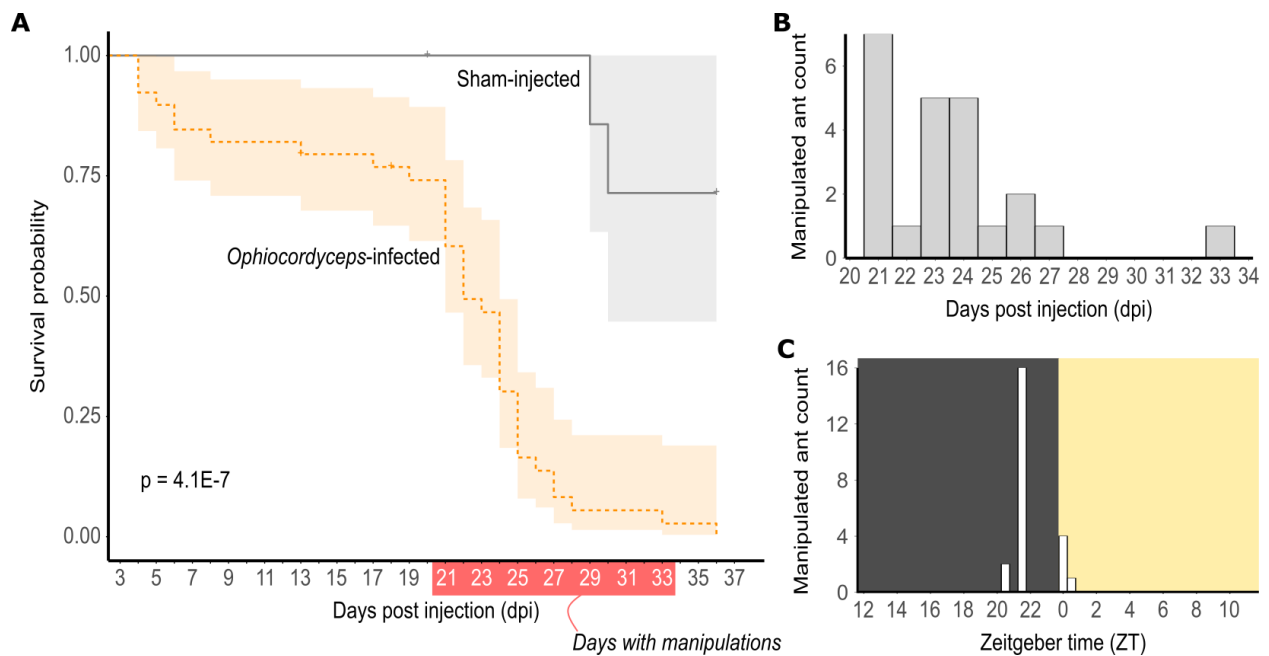 A
Survival probability
1.00
0.75
0.50
0.25
0.00
Sham-injected
Ophiocordyceps-infected
p = 4.1E-7
3 5 7 9 11 13 15 17 19 21 23 25 27 29 31 33 35 37
Days post injection (dpi)
Days with manipulations
B
Manipulated ant count
6
4
2
0
20 21 22 23 24 25 26 27 28 29 30 31 32 33 34
Days post injection (dpi)
C
Manipulated ant count
16
12
8
4
0
12 14 16 18 20 22 0 2 4 6 8 10
Zeitgeber time (ZT)